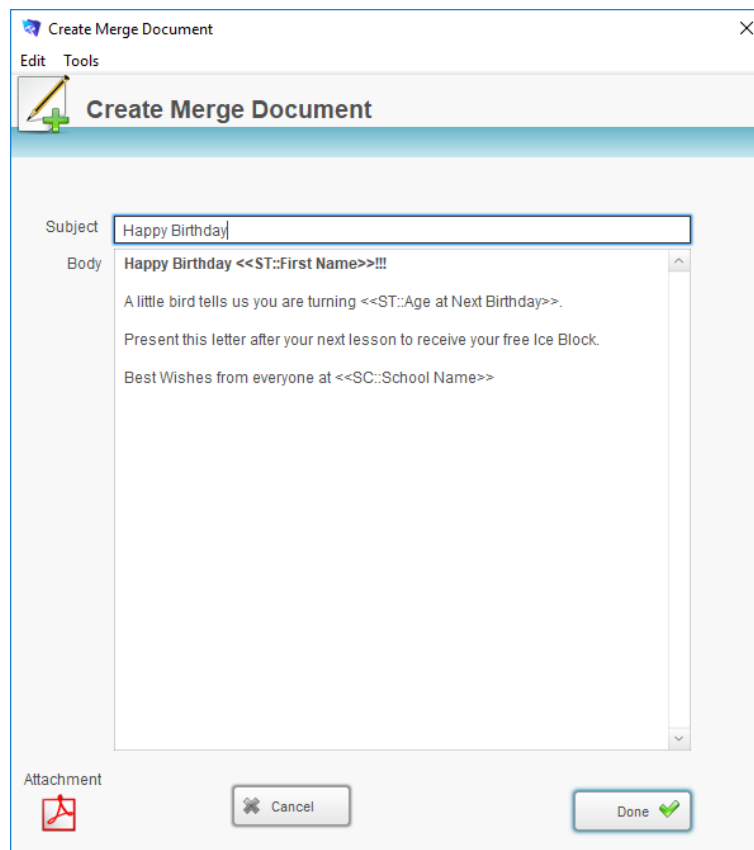 Create Merge Document
Edit Tools
Create Merge Document
Subject Happy Birthday
Body Happy Birthday <<ST::First Name>>!!!
A little bird tells us you are turning <<ST::Age at Next Birthday>>.
Present this letter after your next lesson to receive your free Ice Block.
Best Wishes from everyone at <<SC::School Name>>
Attachment
Cancel
Done